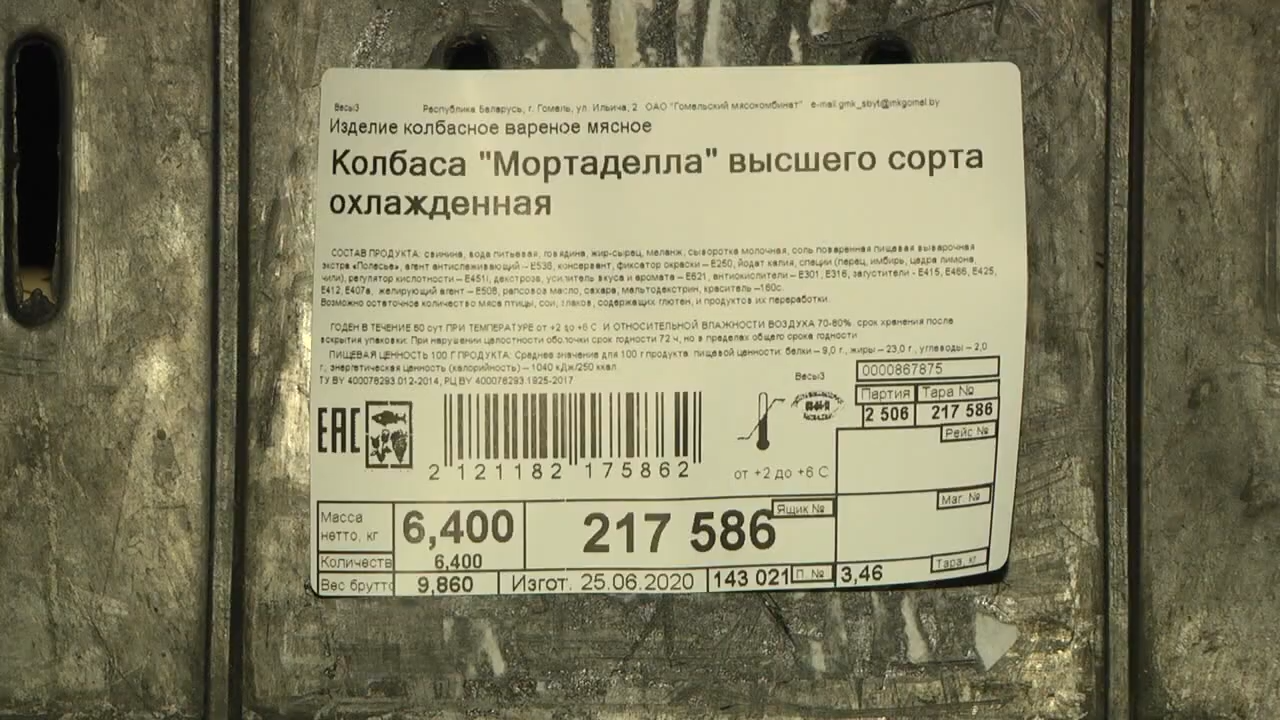 Весы3 Республика Беларусь, г. Гомель, ул. Ильича, 2 ОАО "Гомельский мясокомбинат" e-mail:gmk_sbyt@mkgomel.by
Изделие колбасное вареное мясное
Колбаса "Мортаделла" высшего сорта
охлажденная
СОСТАВ ПРОДУКТА: свинина, вода питьевая, говядина, жир-сырец, меланж, сыворотка молочная, соль поваренная пищевая выварочная
экстра «Полесье», агент антислеживающий – Е536, консервант, фиксатор окраски – Е250, йодат калия, специи (перец, имбирь, цедра лимона,
чили), регулятор кислотности – Е451i, декстроза, усилитель вкуса и аромата – Е621, антиокислители – Е301, Е316, загустители - Е415, Е466, Е425,
Е412, Е407а, желирующий агент – Е508, рапсовое масло, сахара, мальтодекстрин, краситель –160с.
Возможно остаточное количество мяса птицы, сои, злаков, содержащих глютен, и продуктов их переработки.
ГОДЕН В ТЕЧЕНИЕ 60 сут ПРИ ТЕМПЕРАТУРЕ от +2 до +6 С И ОТНОСИТЕЛЬНОЙ ВЛАЖНОСТИ ВОЗДУХА 70-80% срок хранения после
вскрытия упаковки: При нарушении целостности оболочки срок годности 72 ч, но в пределах общего срока годности
ПИЩЕВАЯ ЦЕННОСТЬ 100 Г ПРОДУКТА: Среднее значение для 100 г продукта пищевой ценности: белки – 9,0 г., жиры – 23,0 г., углеводы – 2,0
г., энергетическая ценность (калорийность) – 1040 кДж/250 ккал.
ТУ BY 400078293.012-2014, РЦ BY 400078293.1925-2017
Весы3
0000867875
Партия Тара №
2 506 217 586
Рейс №
EAC
2 121182 175862
от +2 до +6 С
Маг. №
Масса
нетто, кг
6,400
217 586
Ящик №
Количеств 6,400
Вес брутто 9,860 Изгот. 25.06.2020 143 021 П. № 3,46 Тара, кг